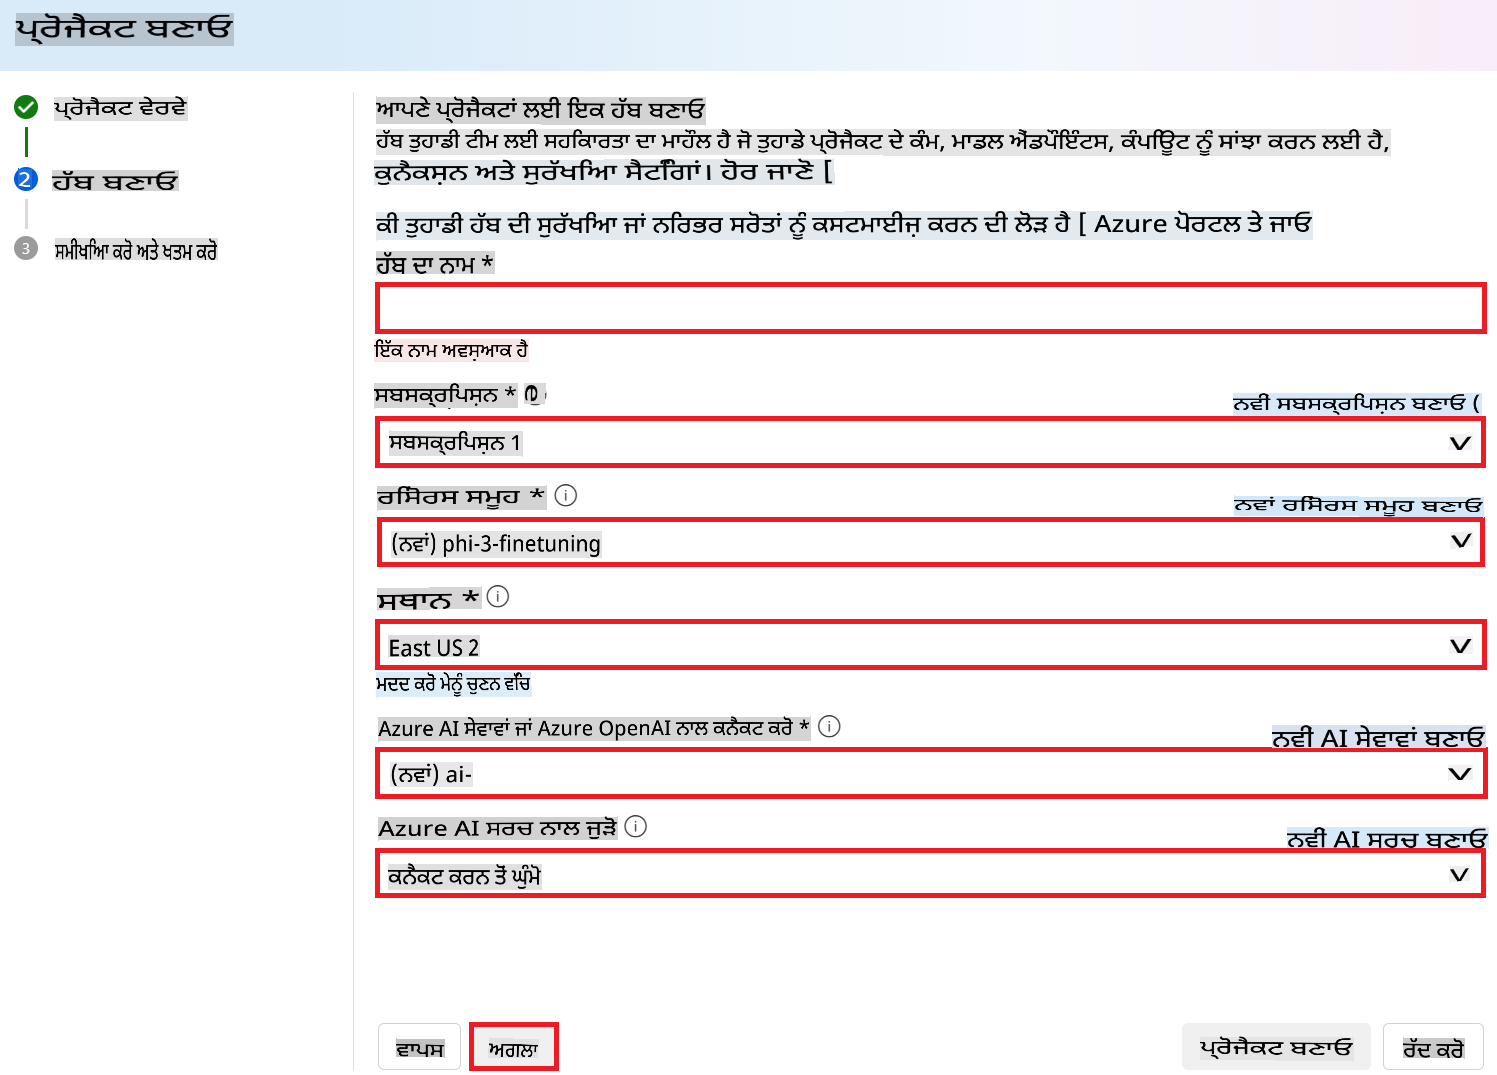 ਪ੍ਰੋਜੈਕਟ ਬਣਾਓ
ਪ੍ਰੋਜੈਕਟ ਵੇਰਵੇ
2 ਹੱਬ ਬਣਾਓ
3 ਸਮੀਖਿਆ ਕਰੋ ਅਤੇ ਖਤਮ ਕਰੋ
ਆਪਣੇ ਪ੍ਰੋਜੈਕਟਾਂ ਲਈ ਇਕ ਹੱਬ ਬਣਾਓ
ਹੱਬ ਤੁਹਾਡੀ ਟੀਮ ਲਈ ਸਹਕਿਾਰਤਾ ਦਾ ਮਾਹੌਲ ਹੈ ਜੋ ਤੁਹਾਡੇ ਪ੍ਰੋਜੈਕਟ ਦੇ ਕੰਮ, ਮਾਡਲ ਐਂਡਪੌਇੰਟਸ, ਕੰਪਊਿਟ ਨੂੰ ਸਾਂਝਾ ਕਰਨ ਲਈ ਹੈ,
ਕੁਨੈਕਸ਼ਨ ਅਤੇ ਸੁਰੱਖਆਿ ਸੈਟਗਿਾਂ। ਹੋਰ ਜਾਣੋ [
ਕੀ ਤੁਹਾਡੀ ਹੱਬ ਦੀ ਸੁਰੱਖਆਿ ਜਾਂ ਨਰਿਭਰ ਸਰੋਤਾਂ ਨੂੰ ਕਸਟਮਾਈਜ਼ ਕਰਨ ਦੀ ਲੋੜ ਹੈ [ Azure ਪੋਰਟਲ ਤੇ ਜਾਓ
ਹੱਬ ਦਾ ਨਾਮ *
ਇੱਕ ਨਾਮ ਅਵਸ਼ਆਕ ਹੈ
ਸਬਸਕ੍ਰਪਿਸ਼ਨ *
ਨਵੀ ਸਬਸਕ੍ਰਪਿਸ਼ਨ ਬਣਾਓ (
ਸਬਸਕ੍ਰਪਿਸ਼ਨ 1
ਰਸਿੋਰਸ ਸਮੂਹ *
ਨਵਾਂ ਰਸਿੋਰਸ ਸਮੂਹ ਬਣਾਓ
(ਨਵਾਂ) phi-3-finetuning
ਸਥਾਨ *
East US 2
ਮਦਦ ਕਰੋ ਮੇਨੂੰ ਚੁਣਨ ਵੱਚਿ
Azure AI ਸੇਵਾਵਾਂ ਜਾਂ Azure OpenAI ਨਾਲ ਕਨੈਕਟ ਕਰੋ *
ਨਵੀਂ AI ਸੇਵਾਵਾਂ ਬਣਾਓ
(ਨਵਾਂ) ai-
Azure AI ਸਰਚ ਨਾਲ ਜੁੜੋ
ਨਵੀਂ AI ਸਰਚ ਬਣਾਓ
ਕਨੈਕਟ ਕਰਨ ਤੋਂ ਘੁੰਮੋ
ਵਾਪਸ
ਅਗਲਾ
ਪ੍ਰੋਜੈਕਟ ਬਣਾਓ
ਰੱਦ ਕਰੋ